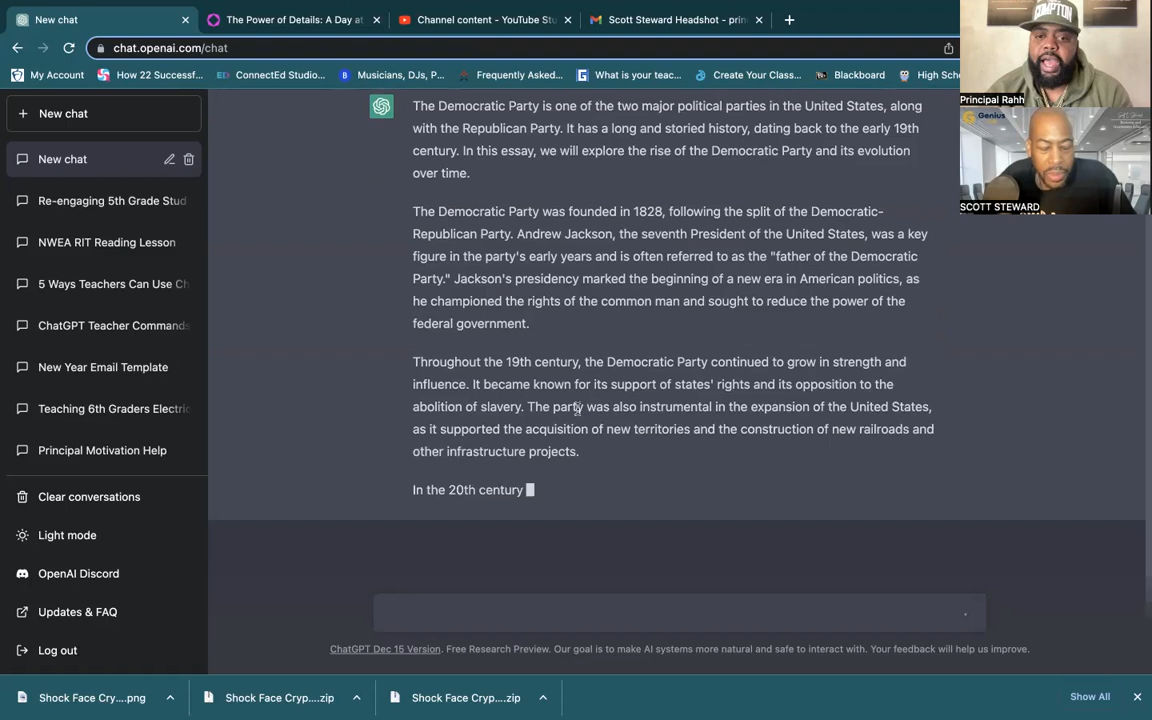 New chat
The Power of Details: A Day at
Channel content - YouTube Stu
Scott Steward Headshot - prin
chat.openai.com/chat
My Account
How 22 Successf...
ED ConnectEd Studio...
B Musicians, DJs, P...
Frequently Asked...
What is your teac...
Create Your Class...
Blackboard
High Scho
New chat
New chat
Re-engaging 5th Grade Stud
NWEA RIT Reading Lesson
5 Ways Teachers Can Use Ch
ChatGPT Teacher Commands
New Year Email Template
Teaching 6th Graders Electric
Principal Motivation Help
Clear conversations
Light mode
OpenAI Discord
Updates & FAQ
Log out
The Democratic Party is one of the two major political parties in the United States, along
with the Republican Party. It has a long and storied history, dating back to the early 19th
century. In this essay, we will explore the rise of the Democratic Party and its evolution
over time.
The Democratic Party was founded in 1828, following the split of the Democratic-
Republican Party. Andrew Jackson, the seventh President of the United States, was a key
figure in the party's early years and is often referred to as the "father of the Democratic
Party." Jackson's presidency marked the beginning of a new era in American politics, as
he championed the rights of the common man and sought to reduce the power of the
federal government.
Throughout the 19th century, the Democratic Party continued to grow in strength and
influence. It became known for its support of states' rights and its opposition to the
abolition of slavery. The party was also instrumental in the expansion of the United States,
as it supported the acquisition of new territories and the construction of new railroads and
other infrastructure projects.
In the 20th century
ChatGPT Dec 15 Version. Free Research Preview. Our goal is to make AI systems more natural and safe to interact with. Your feedback will help us improve.
COMPTON
Principal Rahh
Genius
SCOTT STEWARD
Shock Face Cryp....png
Shock Face Cryp....zip
Shock Face Cryp....zip
Show All